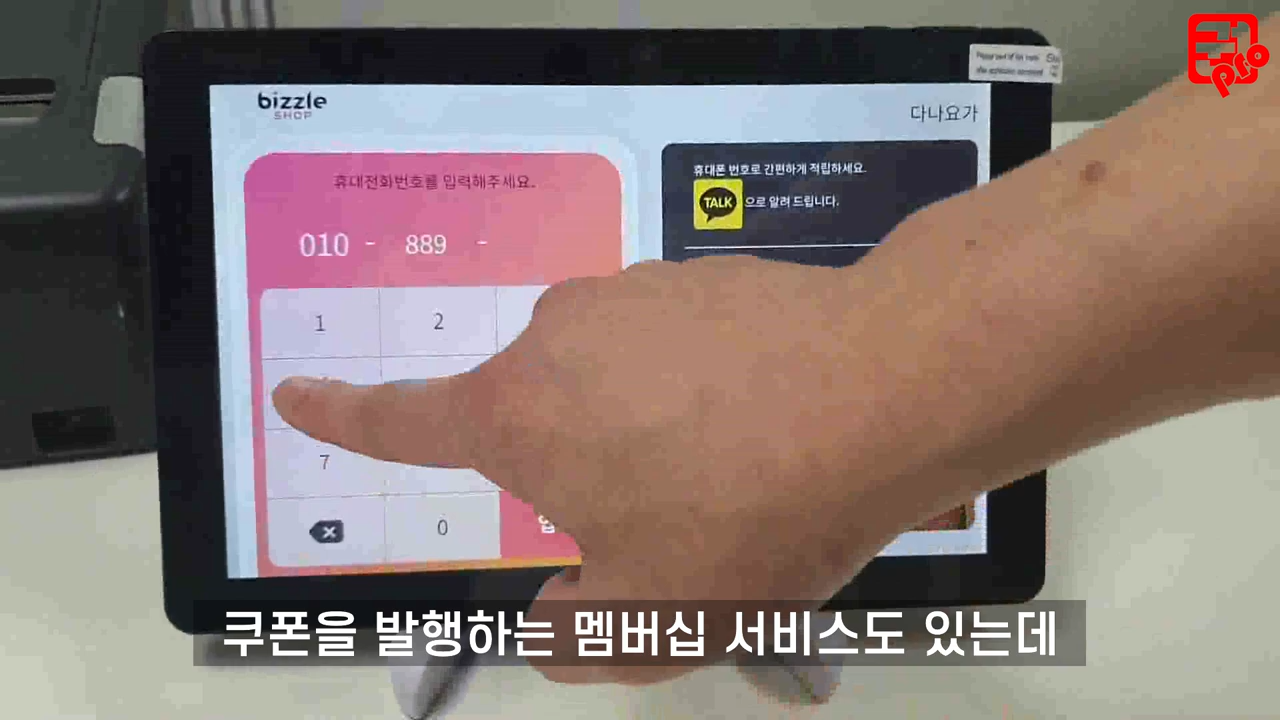 bizzle
SHOP
다나요가
휴대전화번호를 입력해주세요.
010 - 889 -
1 2
7
0
휴대폰 번호로 간편하게 적립하세요.
TALK 으로 알려 드립니다.
pro
쿠폰을 발행하는 멤버십 서비스도 있는데